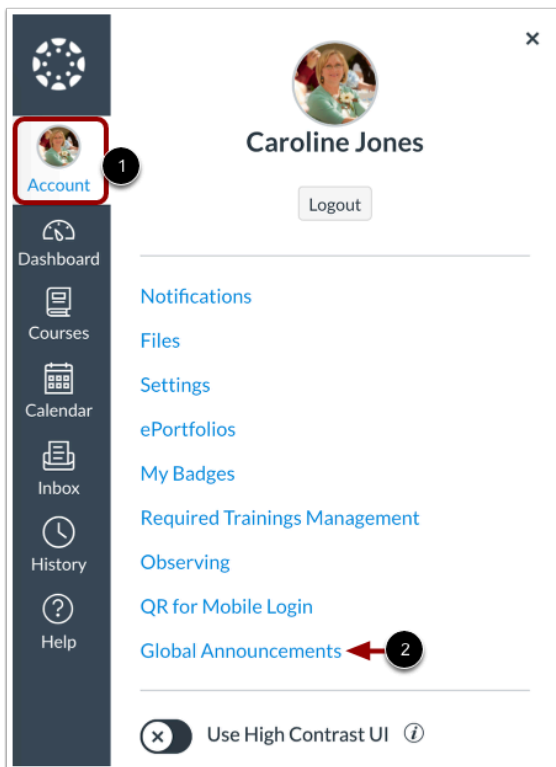 Account
1
Dashboard
Courses
Calendar
Inbox
History
Help
×
Caroline Jones
Logout
Notifications
Files
Settings
ePortfolios
My Badges
Required Trainings Management
Observing
QR for Mobile Login
Global Announcements 2
Use High Contrast UI i